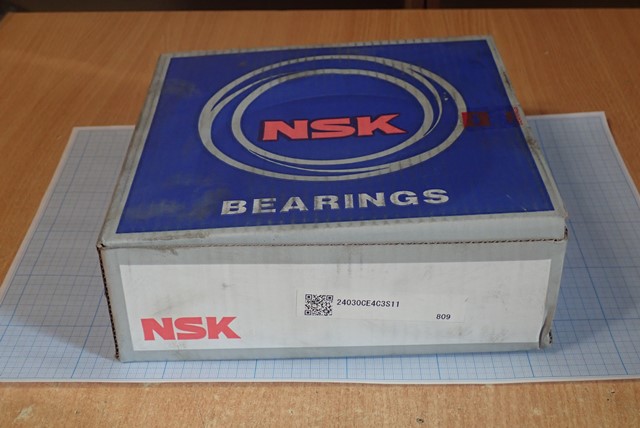 NSK
BEARINGS
24030CE4C3S11
809
NSK